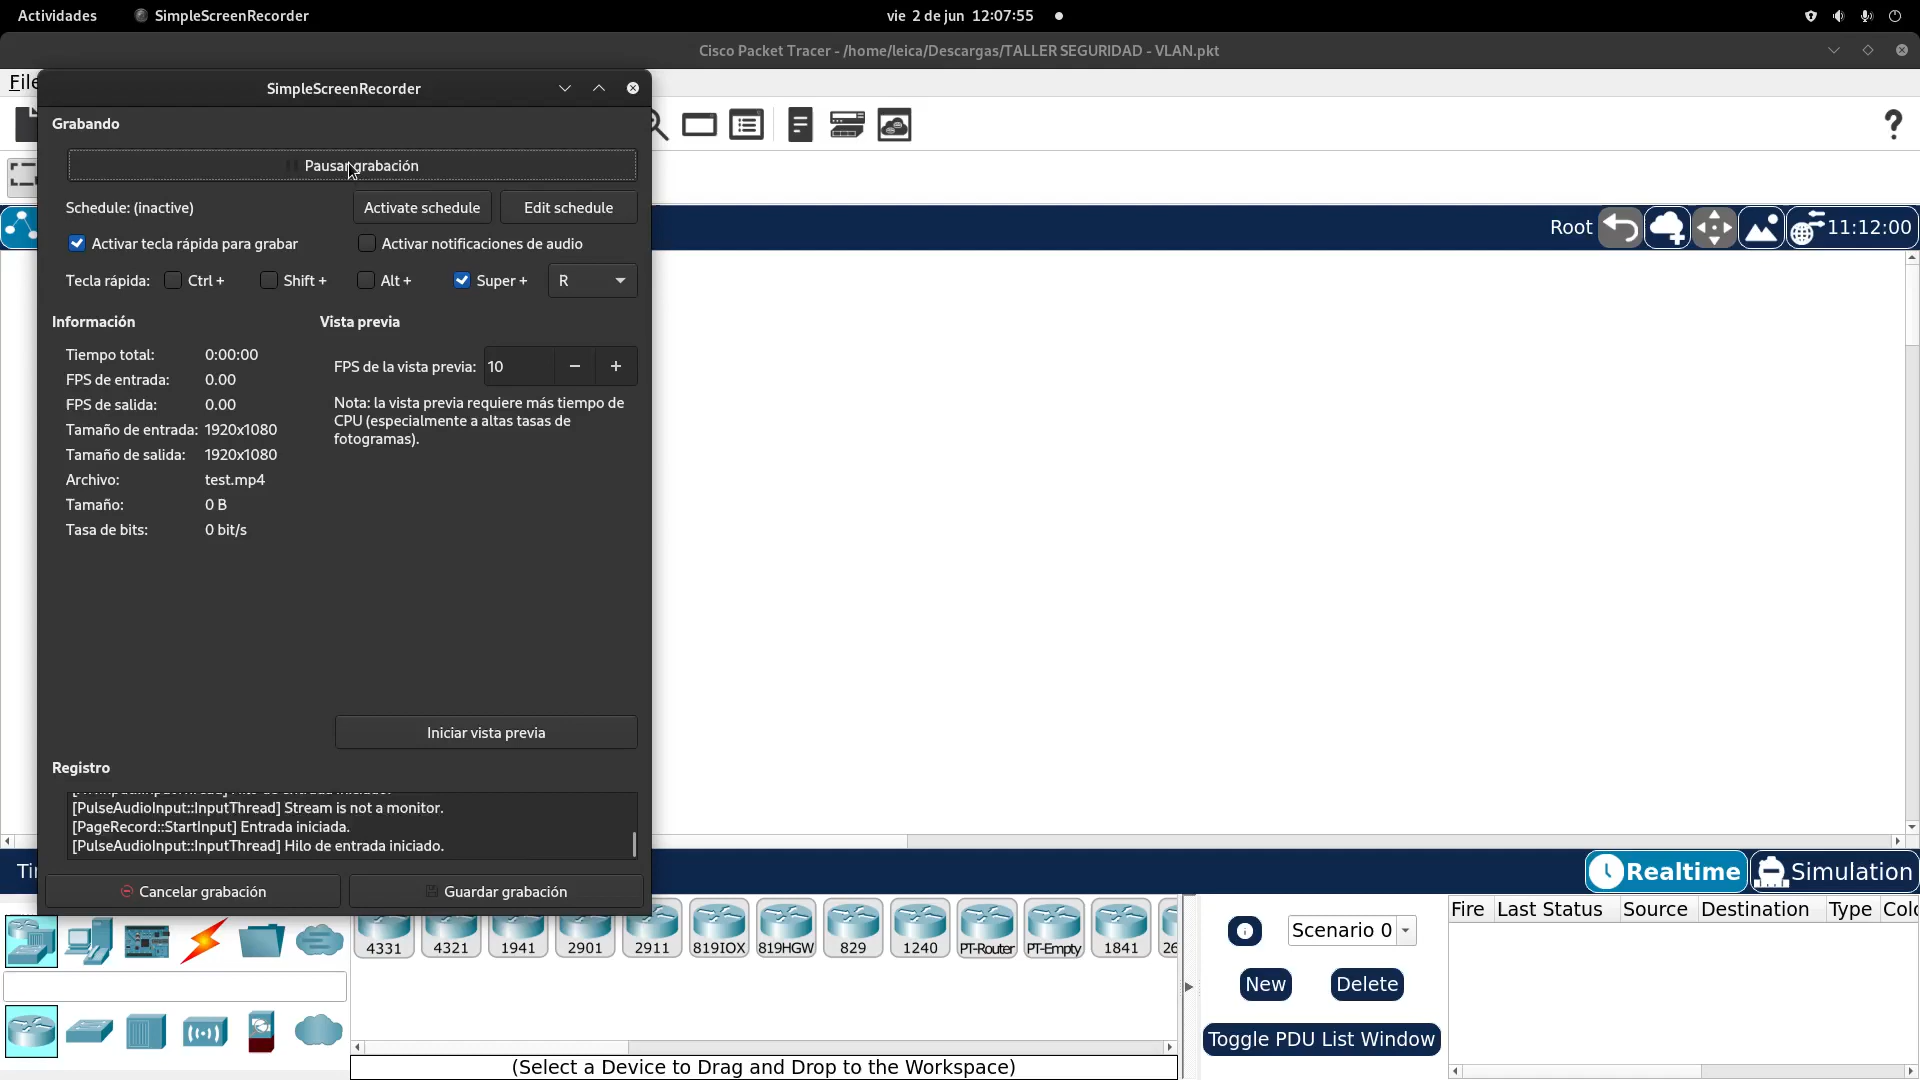 Actividades
SimpleScreenRecorder
vie 2 de jun 12:07:55
Cisco Packet Tracer - /home/leica/Descargas/TALLER SEGURIDAD - VLAN.pkt
File
SimpleScreenRecorder
Grabando
Pausar grabación
Schedule: (inactive)
Activate schedule
Edit schedule
Activar tecla rápida para grabar
Activar notificaciones de audio
Tecla rápida:
Ctrl +
Shift +
Alt +
Super +
R
Root
11:12:00
Información
Vista previa
Tiempo total: 0:00:00
FPS de entrada: 0.00
FPS de salida: 0.00
Tamaño de entrada: 1920x1080
Tamaño de salida: 1920x1080
Archivo: test.mp4
Tamaño: 0 B
Tasa de bits: 0 bit/s
FPS de la vista previa: 10
Nota: la vista previa requiere más tiempo de
CPU (especialmente a altas tasas de
fotogramas).
Iniciar vista previa
Registro
[PulseAudioInput::InputThread] Stream is not a monitor.
[PageRecord::StartInput] Entrada iniciada.
[PulseAudioInput::InputThread] Hilo de entrada iniciado.
Cancelar grabación
Guardar grabación
Realtime
Simulation
4331
4321
1941
2901
2911
819IOX
819HGW
829
1240
PT-Router
PT-Empty
1841
Scenario 0
New
Delete
Toggle PDU List Window
Fire
Last Status
Source
Destination
Type
(Select a Device to Drag and Drop to the Workspace)